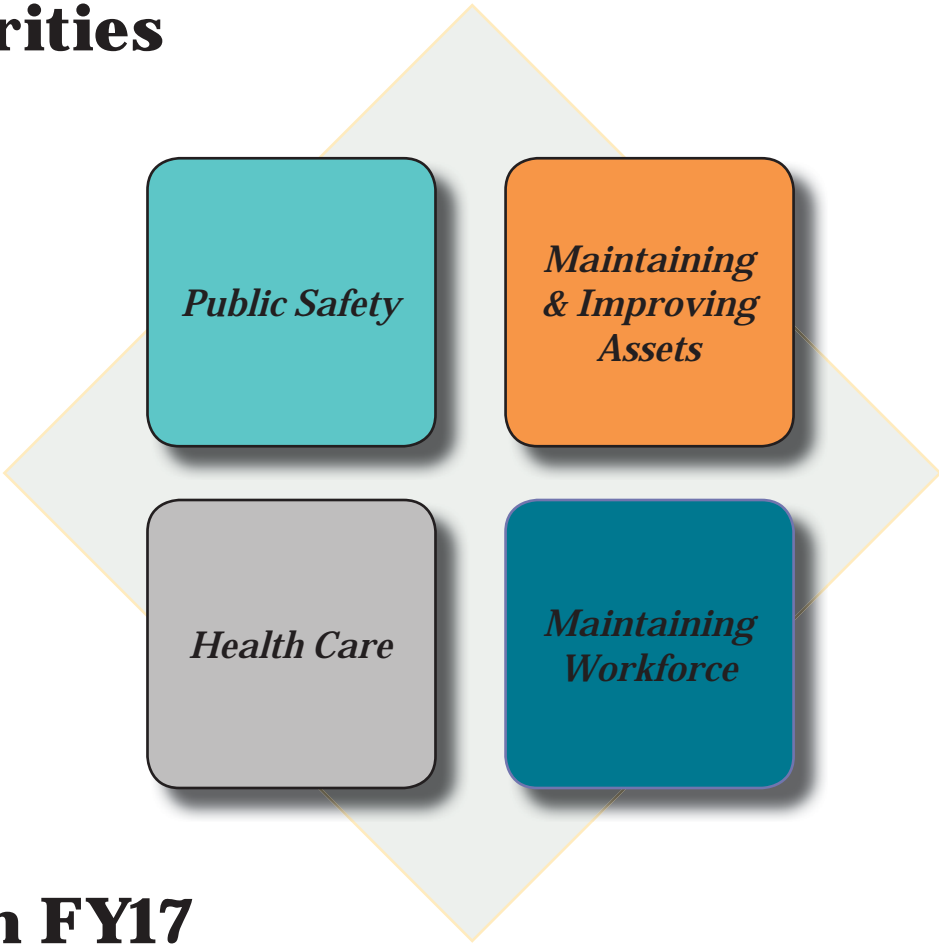 rities
Public Safety
Maintaining
& Improving
Assets
Health Care
Maintaining
Workforce
n FY17